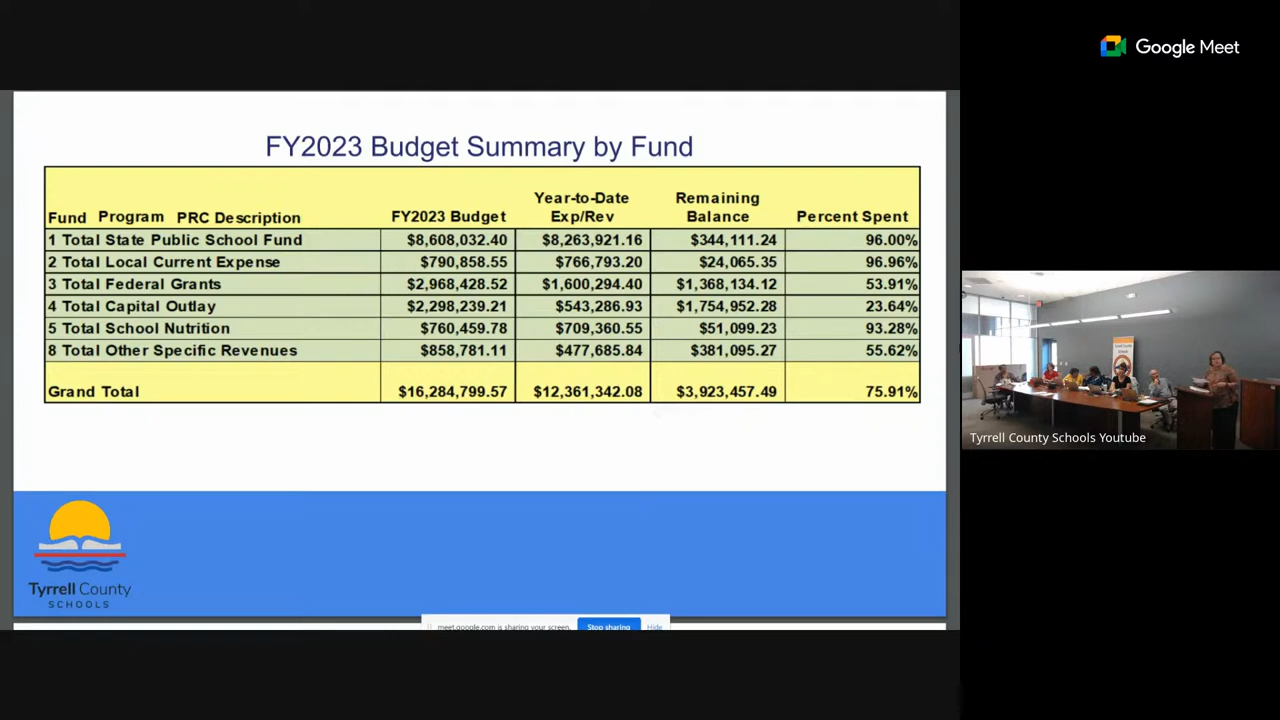 Google Meet
FY2023 Budget Summary by Fund
Fund Program PRC Description FY2023 Budget Year-to-Date Exp/Rev Remaining Balance Percent Spent
1 Total State Public School Fund $8,608,032.40 $8,263,921.16 $344,111.24 96.00%
2 Total Local Current Expense $790,858.55 $766,793.20 $24,065.35 96.96%
3 Total Federal Grants $2,968,428.52 $1,600,294.40 $1,368,134.12 53.91%
4 Total Capital Outlay $2,298,239.21 $543,286.93 $1,754,952.28 23.64%
5 Total School Nutrition $760,459.78 $709,360.55 $51,099.23 93.28%
8 Total Other Specific Revenues $858,781.11 $477,685.84 $381,095.27 55.62%
Grand Total $16,284,799.57 $12,361,342.08 $3,923,457.49 75.91%
Tyrrell County Schools Youtube
Tyrrell County
SCHOOLS
meet.google.com is sharing your screen. Stop sharing Hide